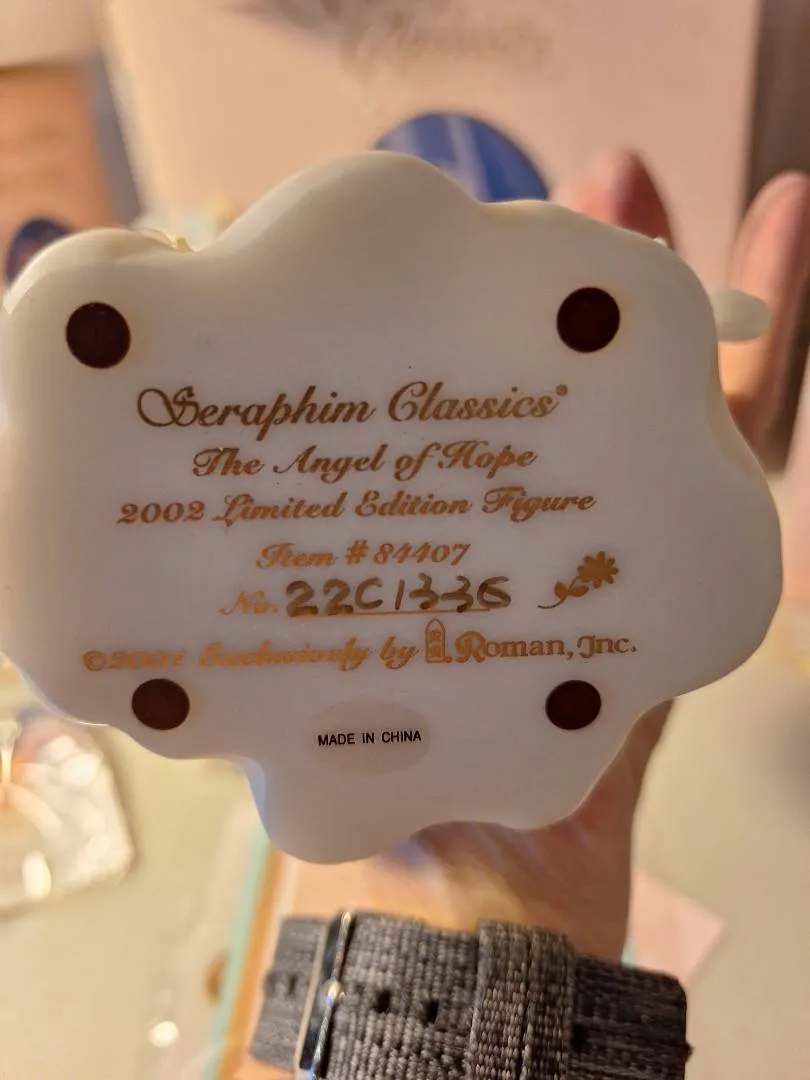 Seraphim Classics®
The Angel of Hope
2002 Limited Edition Figure
Item # 84407
No. 22C1336
©2001 Exclusively by Roman, Inc.
MADE IN CHINA